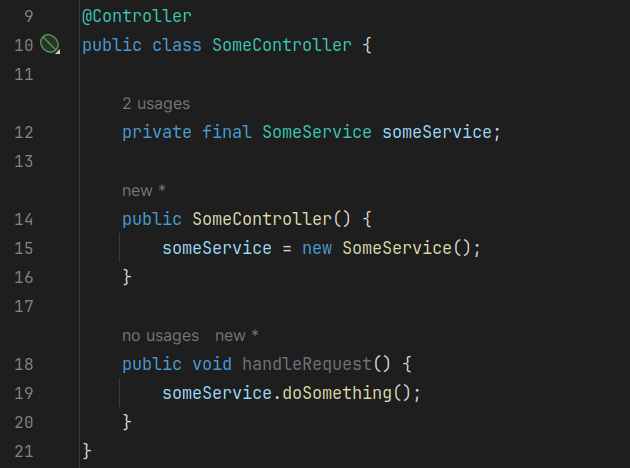 9 @Controller
10 public class SomeController {
11
2 usages
12 private final SomeService someService;
13
new *
14 public SomeController() {
15 someService = new SomeService();
16 }
17
no usages new *
18 public void handleRequest() {
19 someService.doSomething();
20 }
21 }